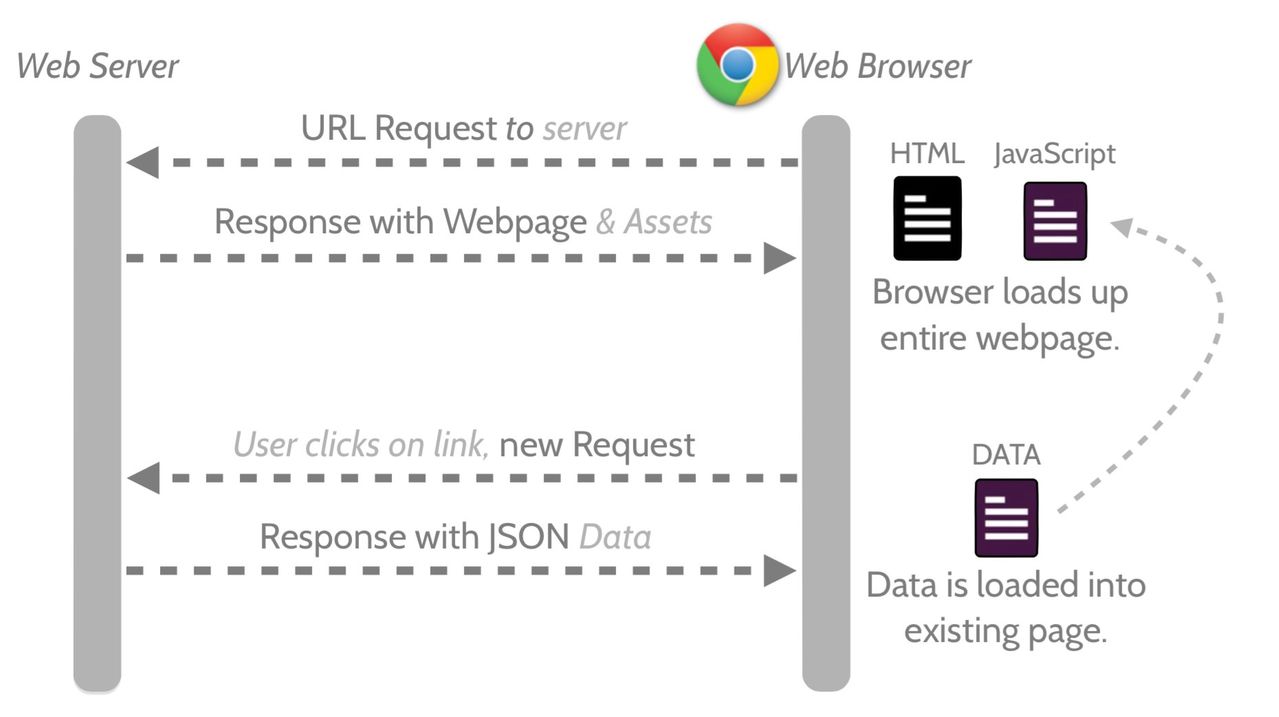 Web Server
Web Browser
URL Request to server
HTML
JavaScript
Response with Webpage & Assets
Browser loads up
entire webpage.
User clicks on link, new Request
DATA
Response with JSON Data
Data is loaded into
existing page.